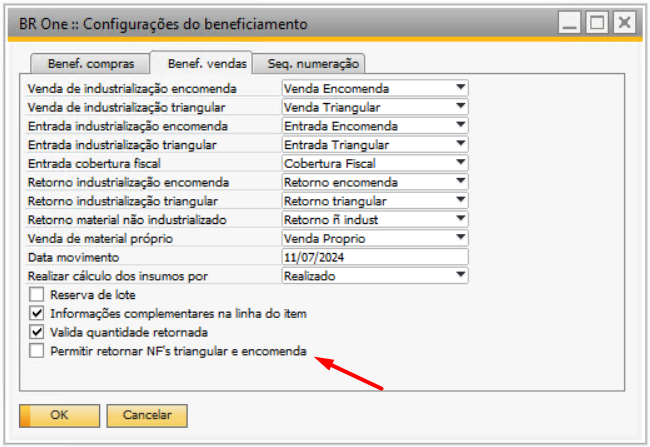 BR One :: Configurações do beneficiamento
Benef. compras Benef. vendas Seq. numeração
Venda de industrialização encomenda Venda Encomenda
Venda de industrialização triangular Venda Triangular
Entrada industrialização encomenda Entrada Encomenda
Entrada industrialização triangular Entrada Triangular
Entrada cobertura fiscal Cobertura Fiscal
Retorno industrialização encomenda Retorno encomenda
Retorno industrialização triangular Retorno triangular
Retorno material não industrializado Retorno ñ indust
Venda de material próprio Venda Proprio
Data movimento 11/07/2024
Realizar cálculo dos insumos por Realizado
Reserva de lote
Informações complementares na linha do item
Valida quantidade retornada
Permitir retornar NF's triangular e encomenda
OK Cancelar